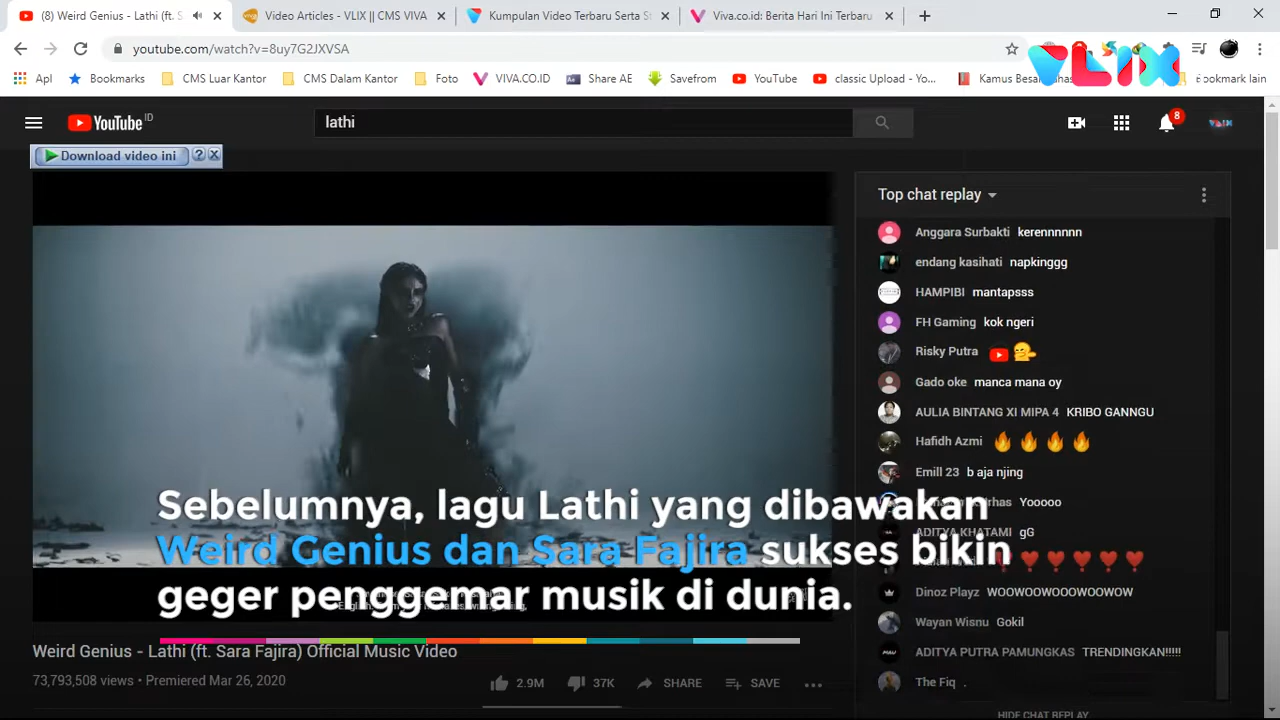 (8) Weird Genius - Lathi (ft. S
Video Articles - VLIX || CMS VIVA
Kumpulan Video Terbaru Serta S
Viva.co.id: Berita Hari Ini Terbaru
youtube.com/watch?v=8uy7G2JXVSA
VLIX
Apl
Bookmarks
CMS Luar Kantor
CMS Dalam Kantor
Foto
VIVA.CO.ID
Share AE
Savefrom
YouTube
classic Upload - Yo...
Kamus Besar
ookmark lain
YouTube ID
lathi
8
VLIX
Download video ini ? X
Top chat replay
Anggara Surbakti kerennnnnn
endang kasihati napkinggg
HAMPIBI mantapsss
FH Gaming kok ngeri
Risky Putra
Gado oke manca mana oy
AULIA BINTANG XI MIPA 4 KRIBO GANNGU
Hafidh Azmi
Emill 23 b aja njing
Yooooo
ADITYA KHATAMI gG
Dinoz Playz WOOWOOWOOOWOOWOW
Wayan Wisnu Gokil
ADITYA PUTRA PAMUNGKAS TRENDINGKAN!!!!!
The Fiq .
HIDE CHAT REPLAY
Sebelumnya, lagu Lathi yang dibawakan
Weird Genius dan Sara Fajira sukses bikin
geger penggemar musik di dunia.
Weird Genius - Lathi (ft. Sara Fajira) Official Music Video
73,793,508 views • Premiered Mar 26, 2020
2.9M
37K
SHARE
SAVE